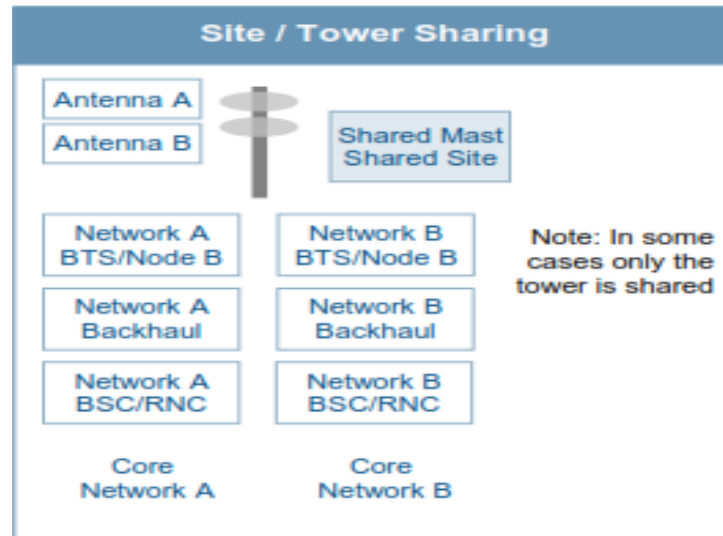 Site / Tower Sharing
Antenna A
Antenna B
Shared Mast
Shared Site
Network A
BTS/Node B
Network B
BTS/Node B
Note: In some
cases only the
tower is shared
Network A
Backhaul
Network B
Backhaul
Network A
BSC/RNC
Network B
BSC/RNC
Core
Network A
Core
Network B